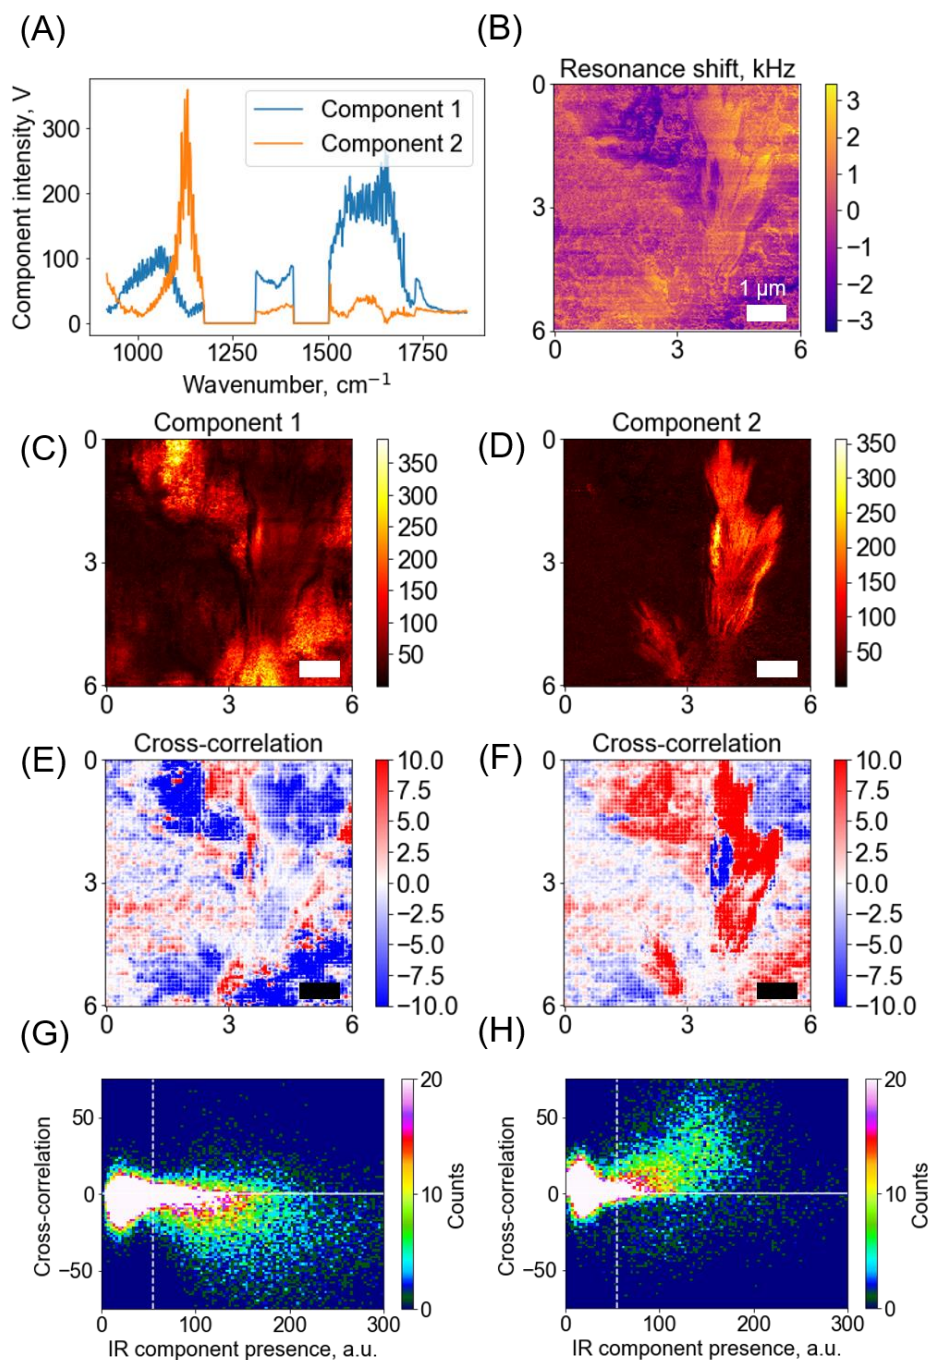 (A)
Component intensity, V
300
200
100
0
Component 1
Component 2
1000 1250 1500 1750
Wavenumber, cm⁻¹
(B)
Resonance shift, kHz
0
3
6
0 3 6
1 µm
3
2
1
0
−1
−2
−3
(C)
Component 1
0
3
6
0 3 6
350
300
250
200
150
100
50
(D)
Component 2
0
3
6
0 3 6
350
300
250
200
150
100
50
(E)
Cross-correlation
0
3
6
0 3 6
10.0
7.5
5.0
2.5
0.0
−2.5
−5.0
−7.5
−10.0
(F)
Cross-correlation
0
3
6
0 3 6
10.0
7.5
5.0
2.5
0.0
−2.5
−5.0
−7.5
−10.0
(G)
Cross-correlation
50
0
−50
0 100 200 300
IR component presence, a.u.
20
10
0
Counts
(H)
Cross-correlation
50
0
−50
0 100 200 300
IR component presence, a.u.
20
10
0
Counts